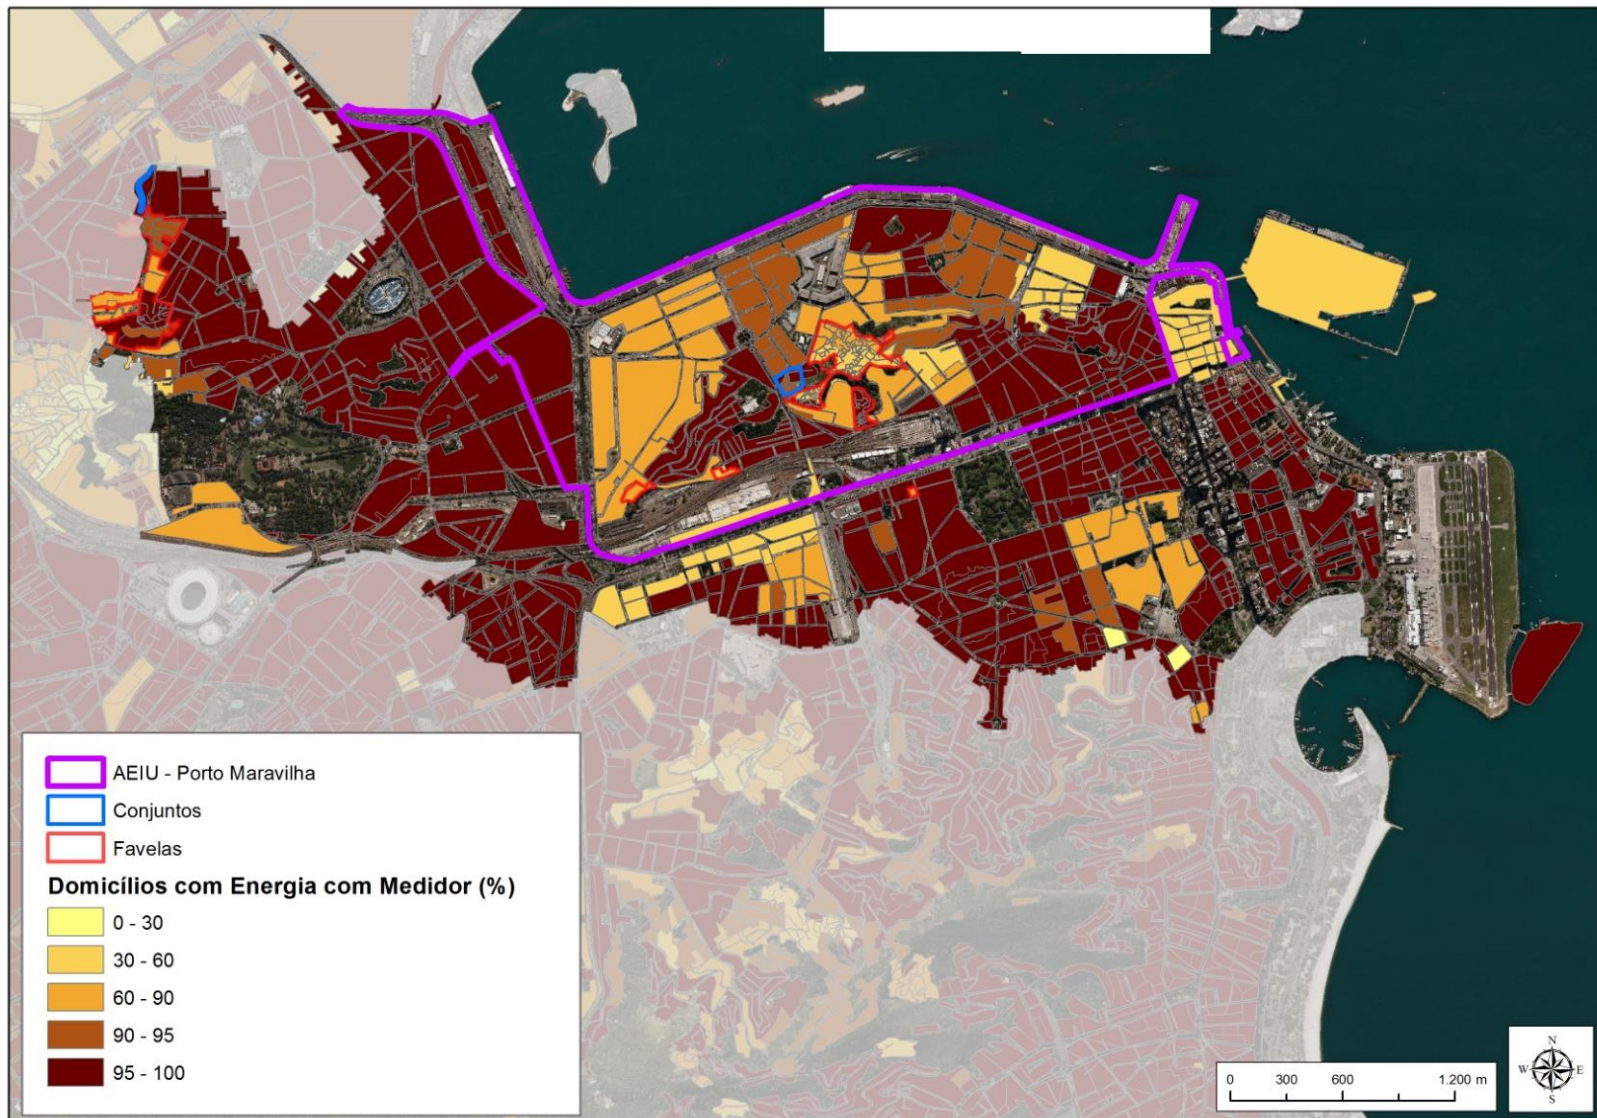 AEIU - Porto Maravilha
Conjuntos
Favelas
Domicílios com Energia com Medidor (%)
0 - 30
30 - 60
60 - 90
90 - 95
95 - 100
0 300 600 1.200 m
N
W E
S